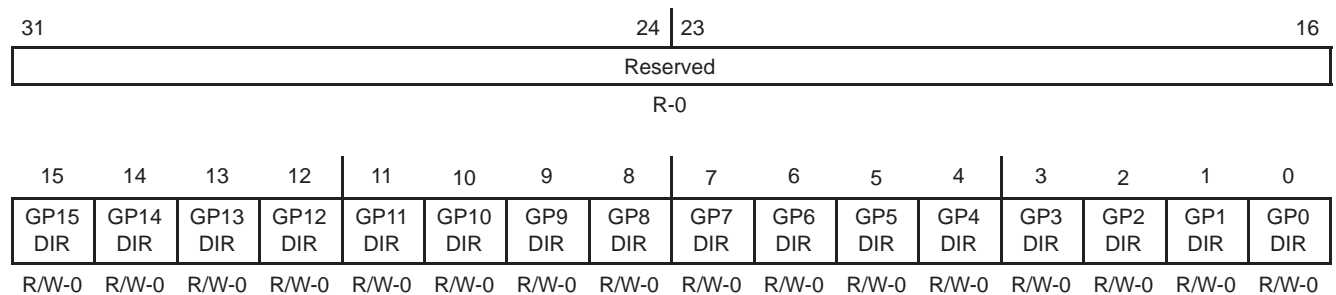 31 24 23 16
Reserved
R-0
15 14 13 12 11 10 9 8 7 6 5 4 3 2 1 0
GP15 GP14 GP13 GP12 GP11 GP10 GP9 GP8 GP7 GP6 GP5 GP4 GP3 GP2 GP1 GP0
DIR DIR DIR DIR DIR DIR DIR DIR DIR DIR DIR DIR DIR DIR DIR DIR
R/W-0 R/W-0 R/W-0 R/W-0 R/W-0 R/W-0 R/W-0 R/W-0 R/W-0 R/W-0 R/W-0 R/W-0 R/W-0 R/W-0 R/W-0 R/W-0